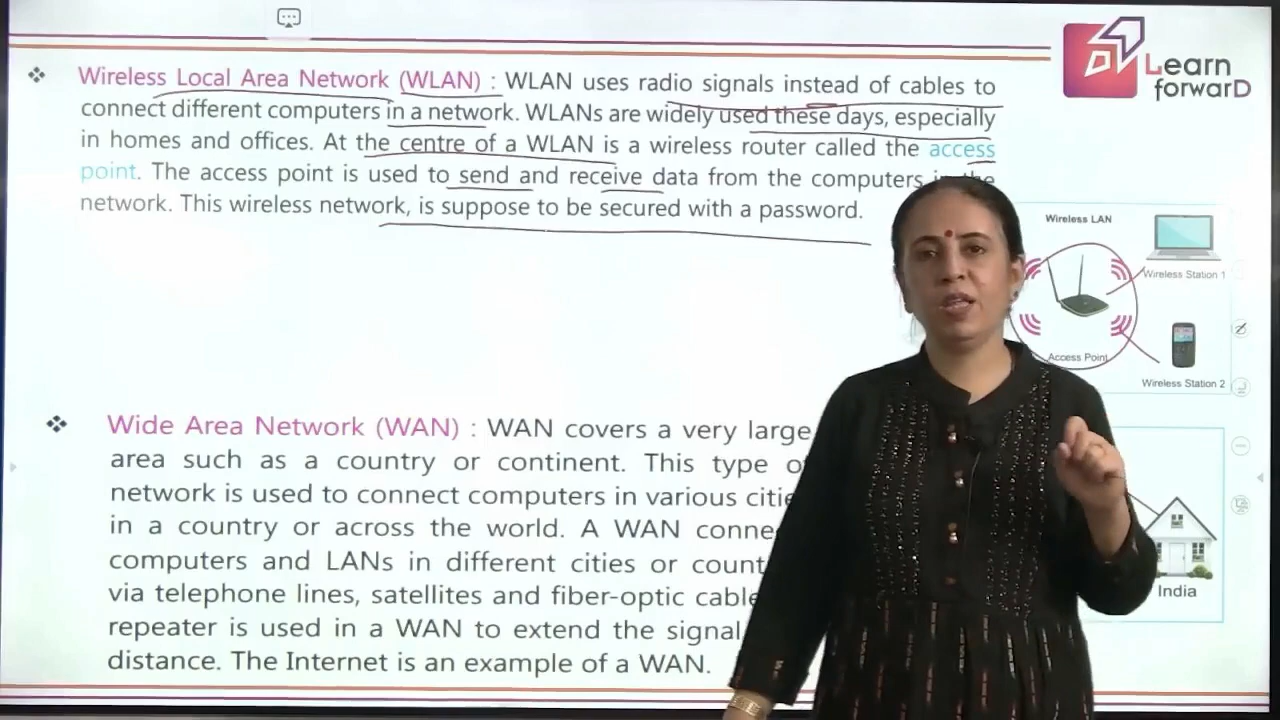 Learn
forwarD
Wireless Local Area Network (WLAN) : WLAN uses radio signals instead of cables to
connect different computers in a network. WLANs are widely used these days, especially
in homes and offices. At the centre of a WLAN is a wireless router called the access
point. The access point is used to send and receive data from the computers in the
network. This wireless network, is suppose to be secured with a password.
Wireless LAN
Wireless Station 1
Access Point
Wireless Station 2
Wide Area Network (WAN) : WAN covers a very large
area such as a country or continent. This type
network is used to connect computers in various
in a country or across the world. A WAN
computers and LANs in different cities or
via telephone lines, satellites and fiber-optic
repeater is used in a WAN to extend the signal
distance. The Internet is an example of a WAN.
India